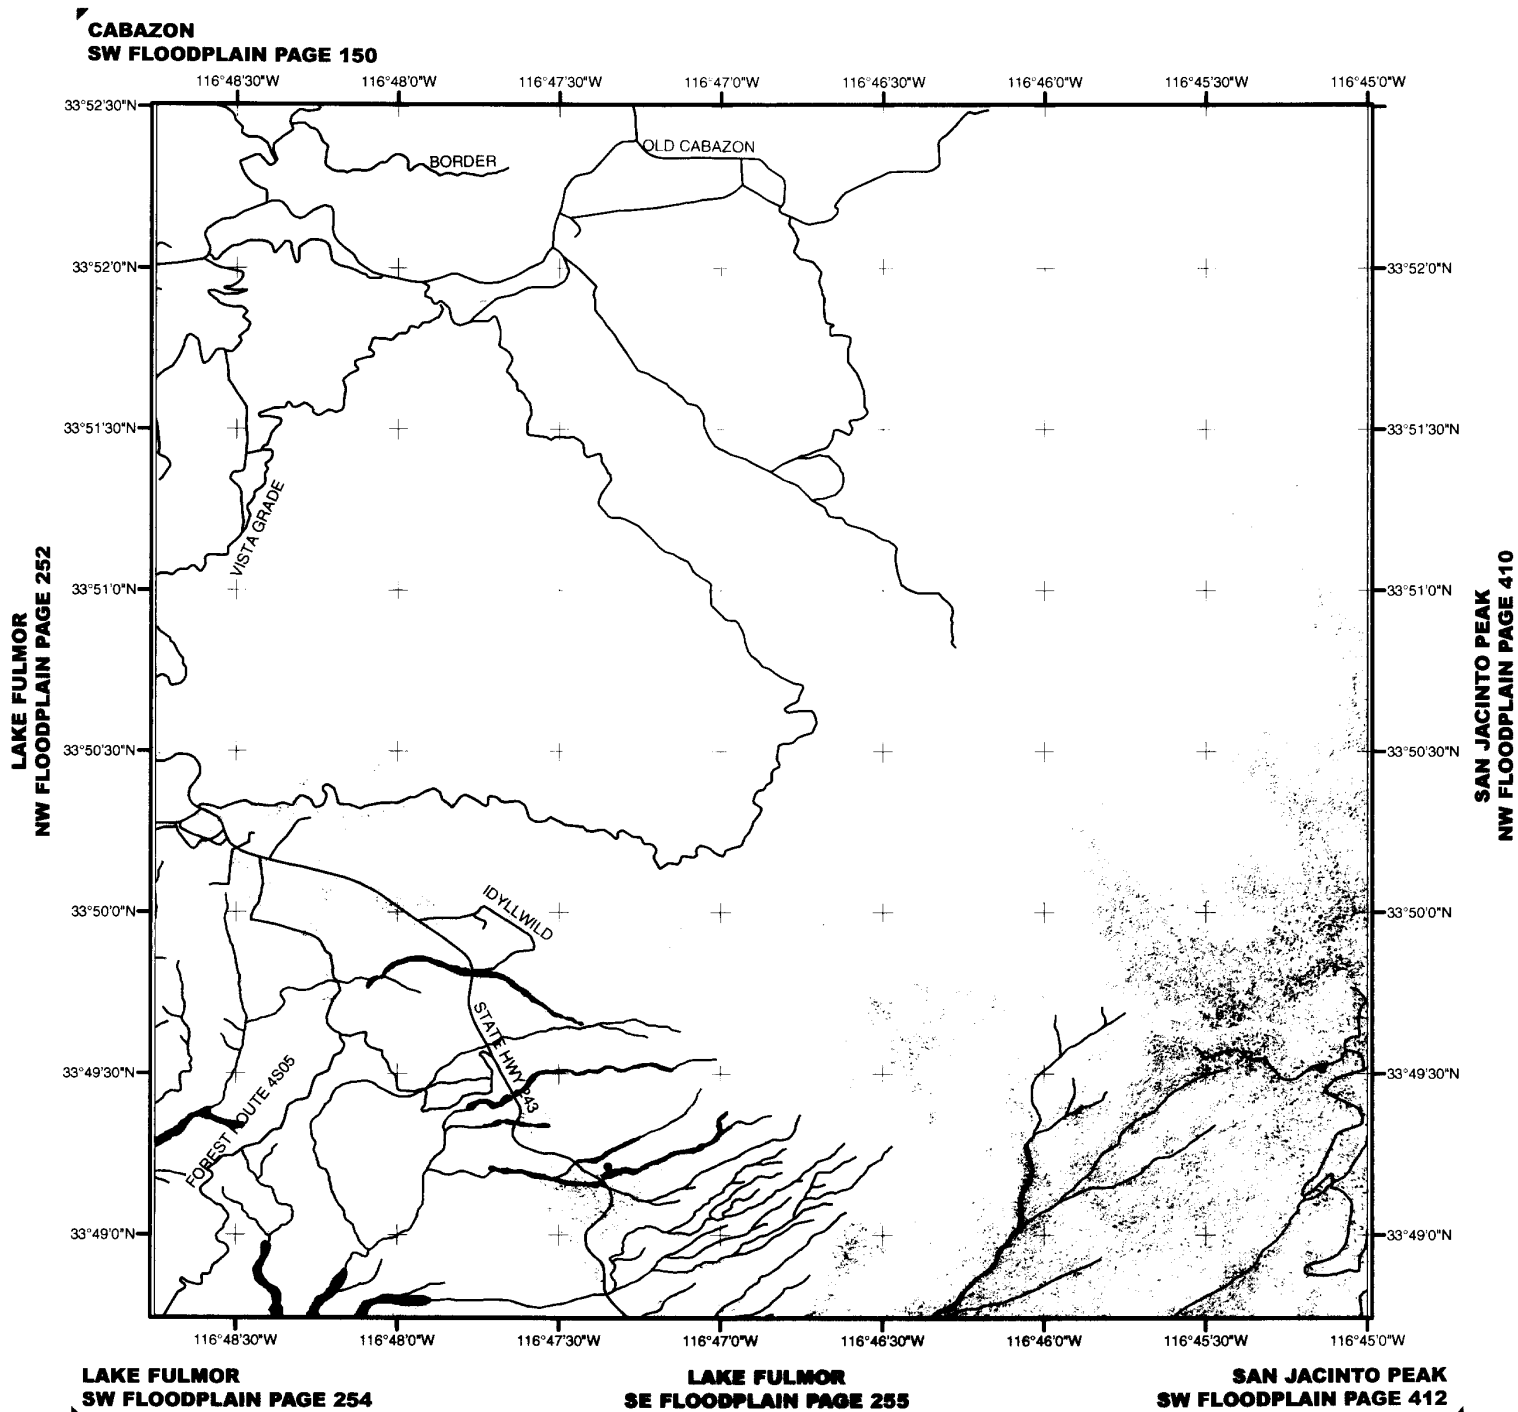 CABAZON
SW FLOODPLAIN PAGE 150
116°48'30"W 116°48'0"W 116°47'30"W 116°47'0"W 116°46'30"W 116°46'0"W 116°45'30"W 116°45'0"W
33°52'30"N
OLD CABAZON
BORDER
33°52'0"N 33°52'0"N
33°51'30"N 33°51'30"N
VISTA GRADE
33°51'0"N 33°51'0"N
LAKE FULMOR
NW FLOODPLAIN PAGE 252
SAN JACINTO PEAK
NW FLOODPLAIN PAGE 410
33°50'30"N 33°50'30"N
IDYLLWILD
33°50'0"N 33°50'0"N
STATE HWY 243
33°49'30"N 33°49'30"N
FOREST ROUTE 4S05
33°49'0"N 33°49'0"N
116°48'30"W 116°48'0"W 116°47'30"W 116°47'0"W 116°46'30"W 116°46'0"W 116°45'30"W 116°45'0"W
LAKE FULMOR
SW FLOODPLAIN PAGE 254
LAKE FULMOR
SE FLOODPLAIN PAGE 255
SAN JACINTO PEAK
SW FLOODPLAIN PAGE 412